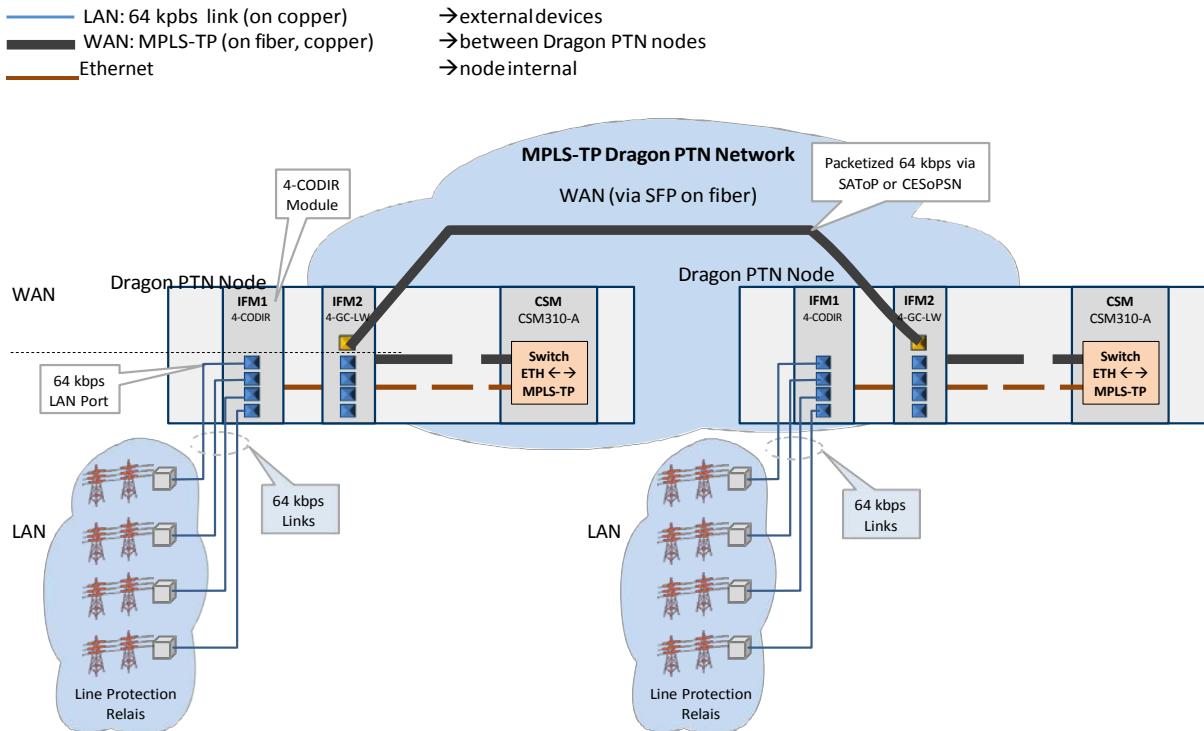 LAN: 64 kpbs link (on copper) →external devices
WAN: MPLS-TP (on fiber, copper) →between Dragon PTN nodes
Ethernet →node internal
MPLS-TP Dragon PTN Network
WAN (via SFP on fiber)
Packetized 64 kbps via
SAToP or CESoPSN
4-CODIR
Module
WAN
Dragon PTN Node
IFM1
4-CODIR
IFM2
4-GC-LW
CSM
CSM310-A
Switch
ETH ←→
MPLS-TP
64 kbps
LAN Port
Dragon PTN Node
IFM1
4-CODIR
IFM2
4-GC-LW
CSM
CSM310-A
Switch
ETH ←→
MPLS-TP
LAN
64 kbps
Links
Line Protection
Relais
LAN
64 kbps
Links
Line Protection
Relais